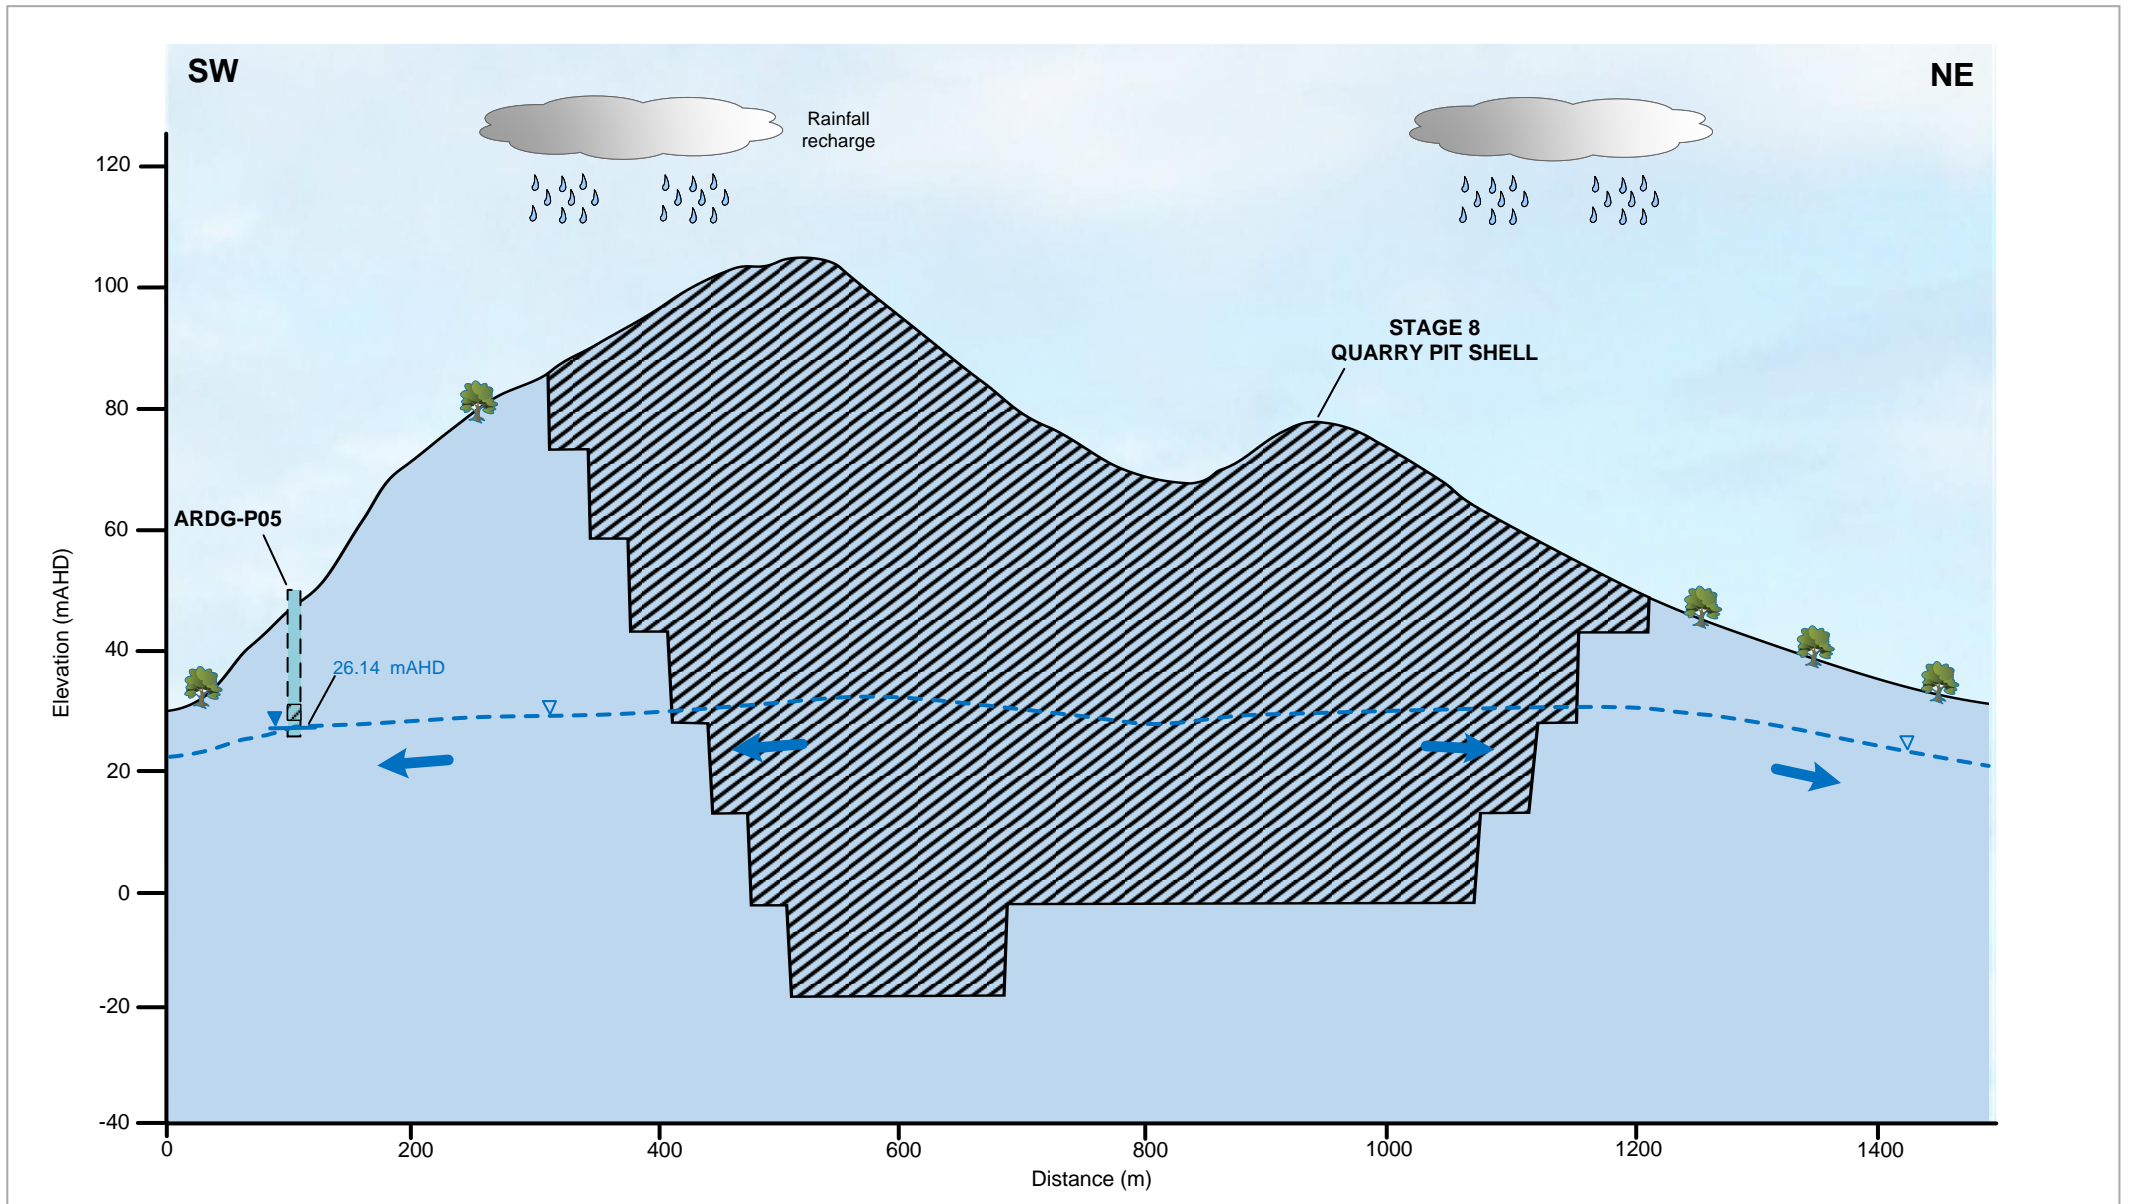 SW
NE
Rainfall
recharge
120
100
80
60
40
20
0
-20
-40
Elevation (mAHD)
STAGE 8
QUARRY PIT SHELL
ARDG-P05
26.14 mAHD
0
200
400
600
800
1000
1200
1400
Distance (m)